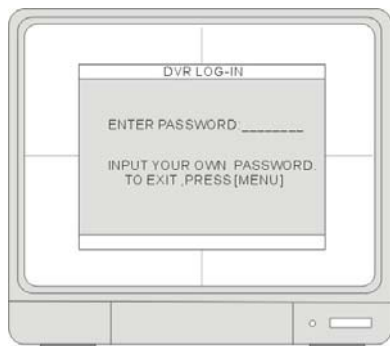 DVR LOG-IN
ENTER PASSWORD:________
INPUT YOUR OWN PASSWORD.
TO EXIT ,PRESS[MENU]